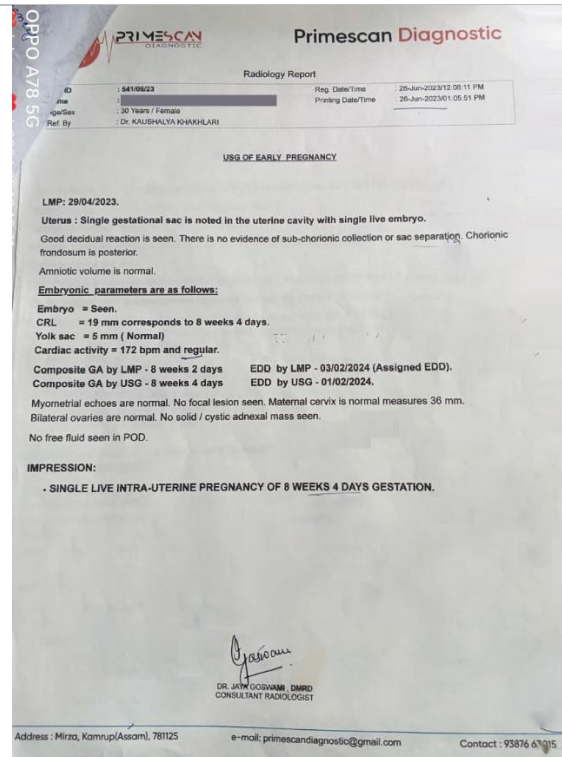 OPPO A78 5G
PRIMESCAN
DIAGNOSTIC
Primescan Diagnostic
Radiology Report
: 541/06/23
Reg. Date/Time : 26-Jun-2023/12:08:11 PM
:
Printing Date/Time : 26-Jun-2023/01:05:51 PM
: 30 Years / Female
Ref. By : Dr. KAUSHALYA KHAKHLARI
USG OF EARLY PREGNANCY
LMP: 29/04/2023.
Uterus : Single gestational sac is noted in the uterine cavity with single live embryo.
Good decidual reaction is seen. There is no evidence of sub-chorionic collection or sac separation. Chorionic
frondosum is posterior.
Amniotic volume is normal.
Embryonic parameters are as follows:
Embryo = Seen.
CRL = 19 mm corresponds to 8 weeks 4 days.
Yolk sac = 5 mm ( Normal)
Cardiac activity = 172 bpm and regular.
Composite GA by LMP - 8 weeks 2 days EDD by LMP - 03/02/2024 (Assigned EDD).
Composite GA by USG - 8 weeks 4 days EDD by USG - 01/02/2024.
Myometrial echoes are normal. No focal lesion seen. Maternal cervix is normal measures 36 mm.
Bilateral ovaries are normal. No solid / cystic adnexal mass seen.
No free fluid seen in POD.
IMPRESSION:
• SINGLE LIVE INTRA-UTERINE PREGNANCY OF 8 WEEKS 4 DAYS GESTATION.
Goswami
DR. JAYA GOSWAMI, DMRD
CONSULTANT RADIOLOGIST
Address : Mirza, Kamrup(Assam), 781125
e-mail: primescandiagnostic@gmail.com
Contact : 93876